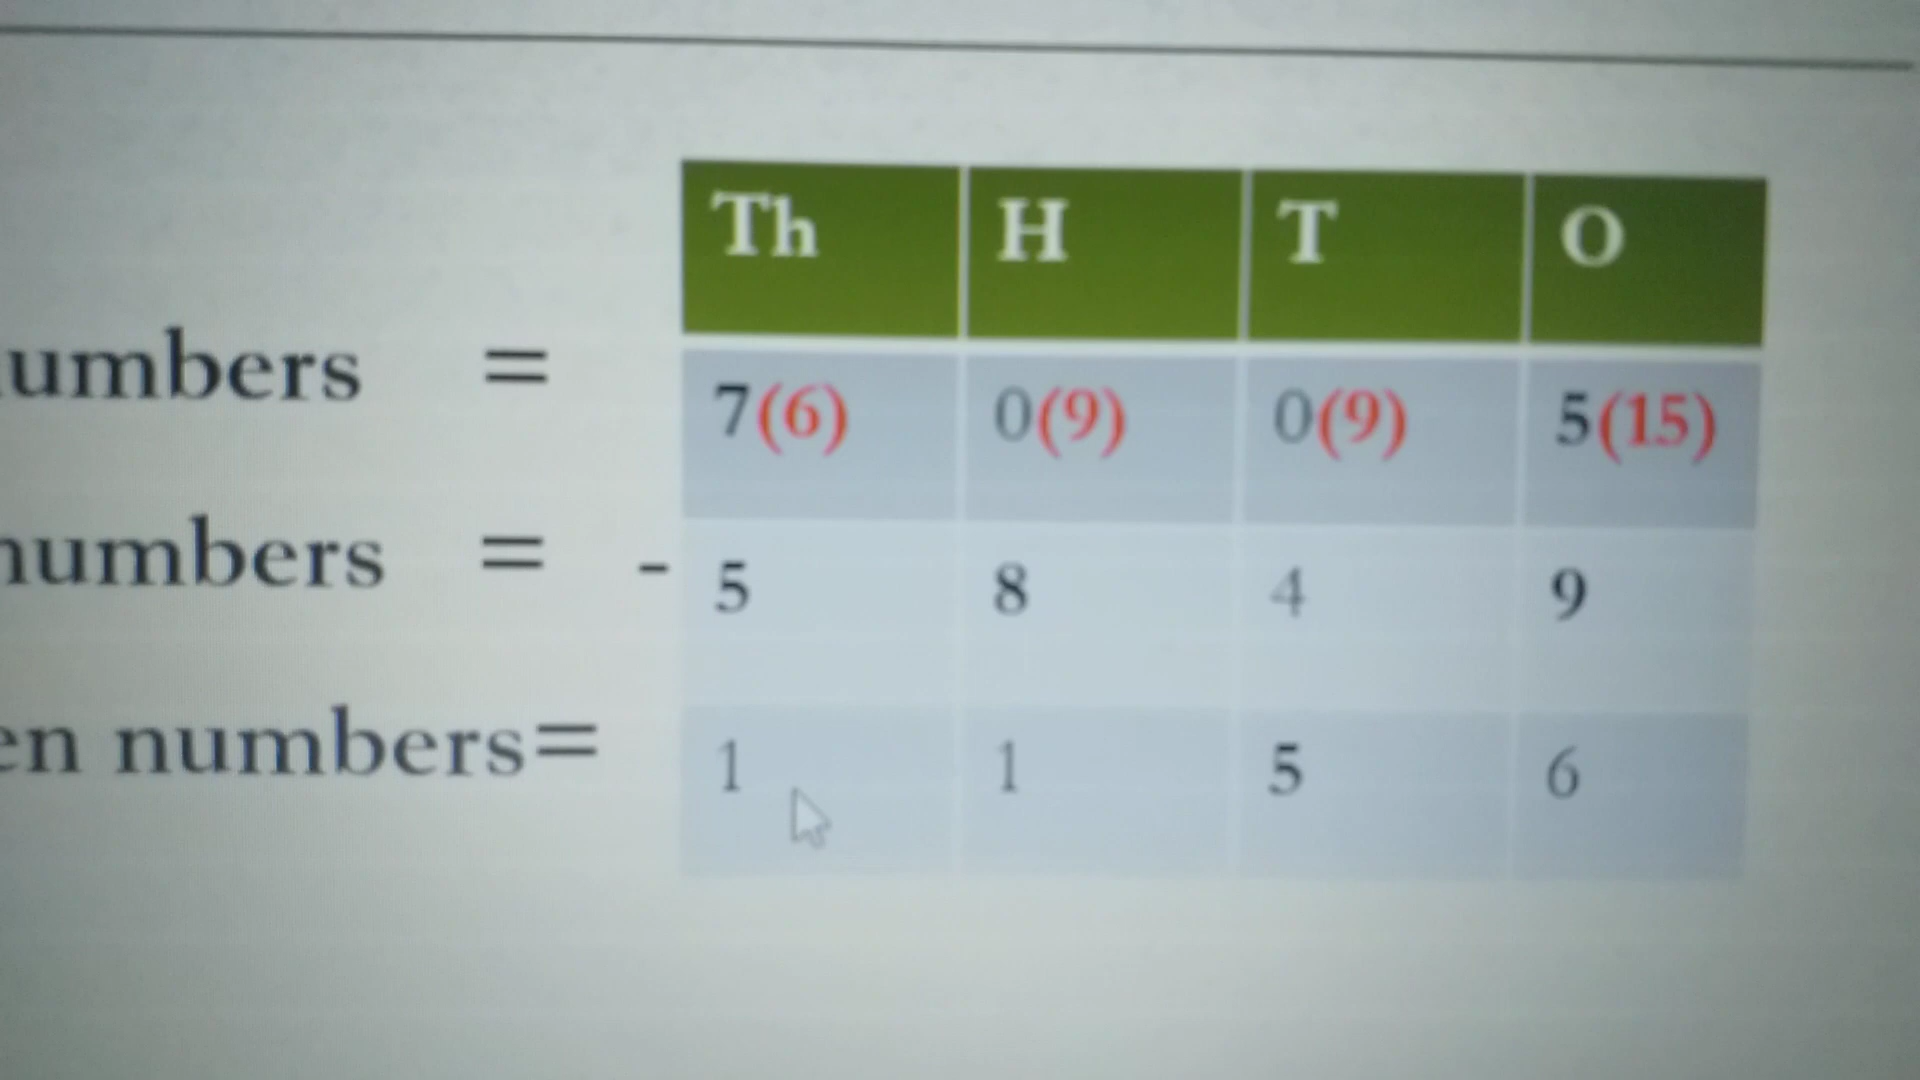 Th H T O
numbers = 7(6) 0(9) 0(9) 5(15)
numbers = - 5 8 4 9
en numbers= 1 1 5 6